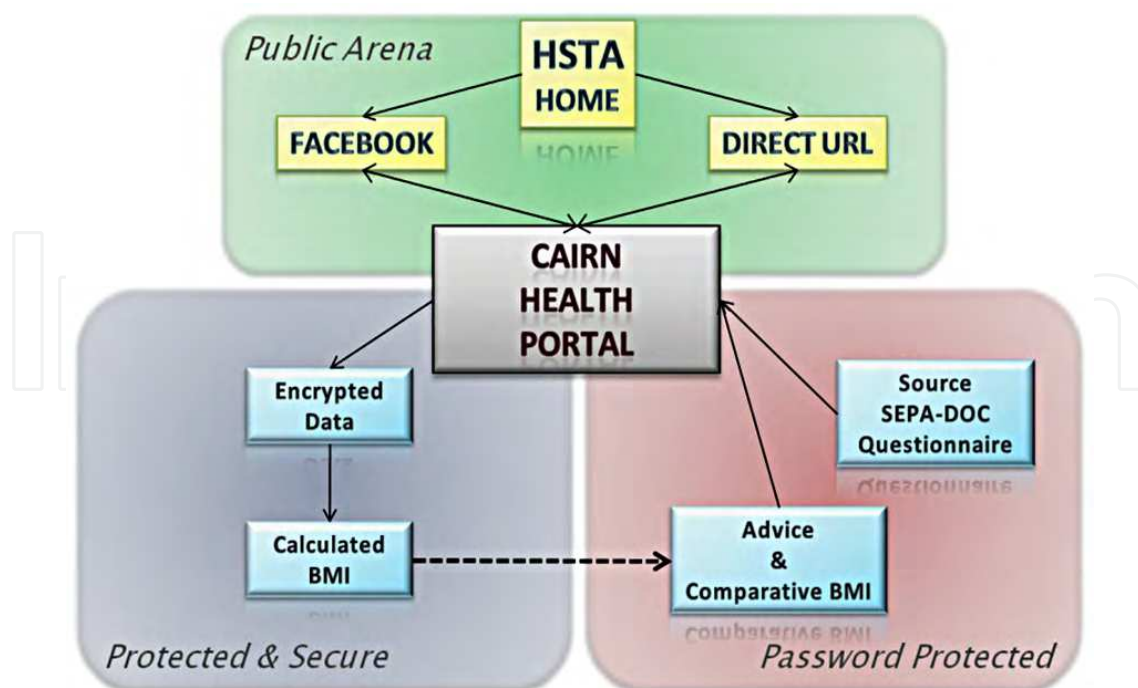 Public Arena
HSTA
HOME
FACEBOOK
DIRECT URL
CAIRN
HEALTH
PORTAL
Encrypted
Data
Source
SEPA-DOC
Questionnaire
Calculated
BMI
Advice
&
Comparative BMI
Protected & Secure
Password Protected